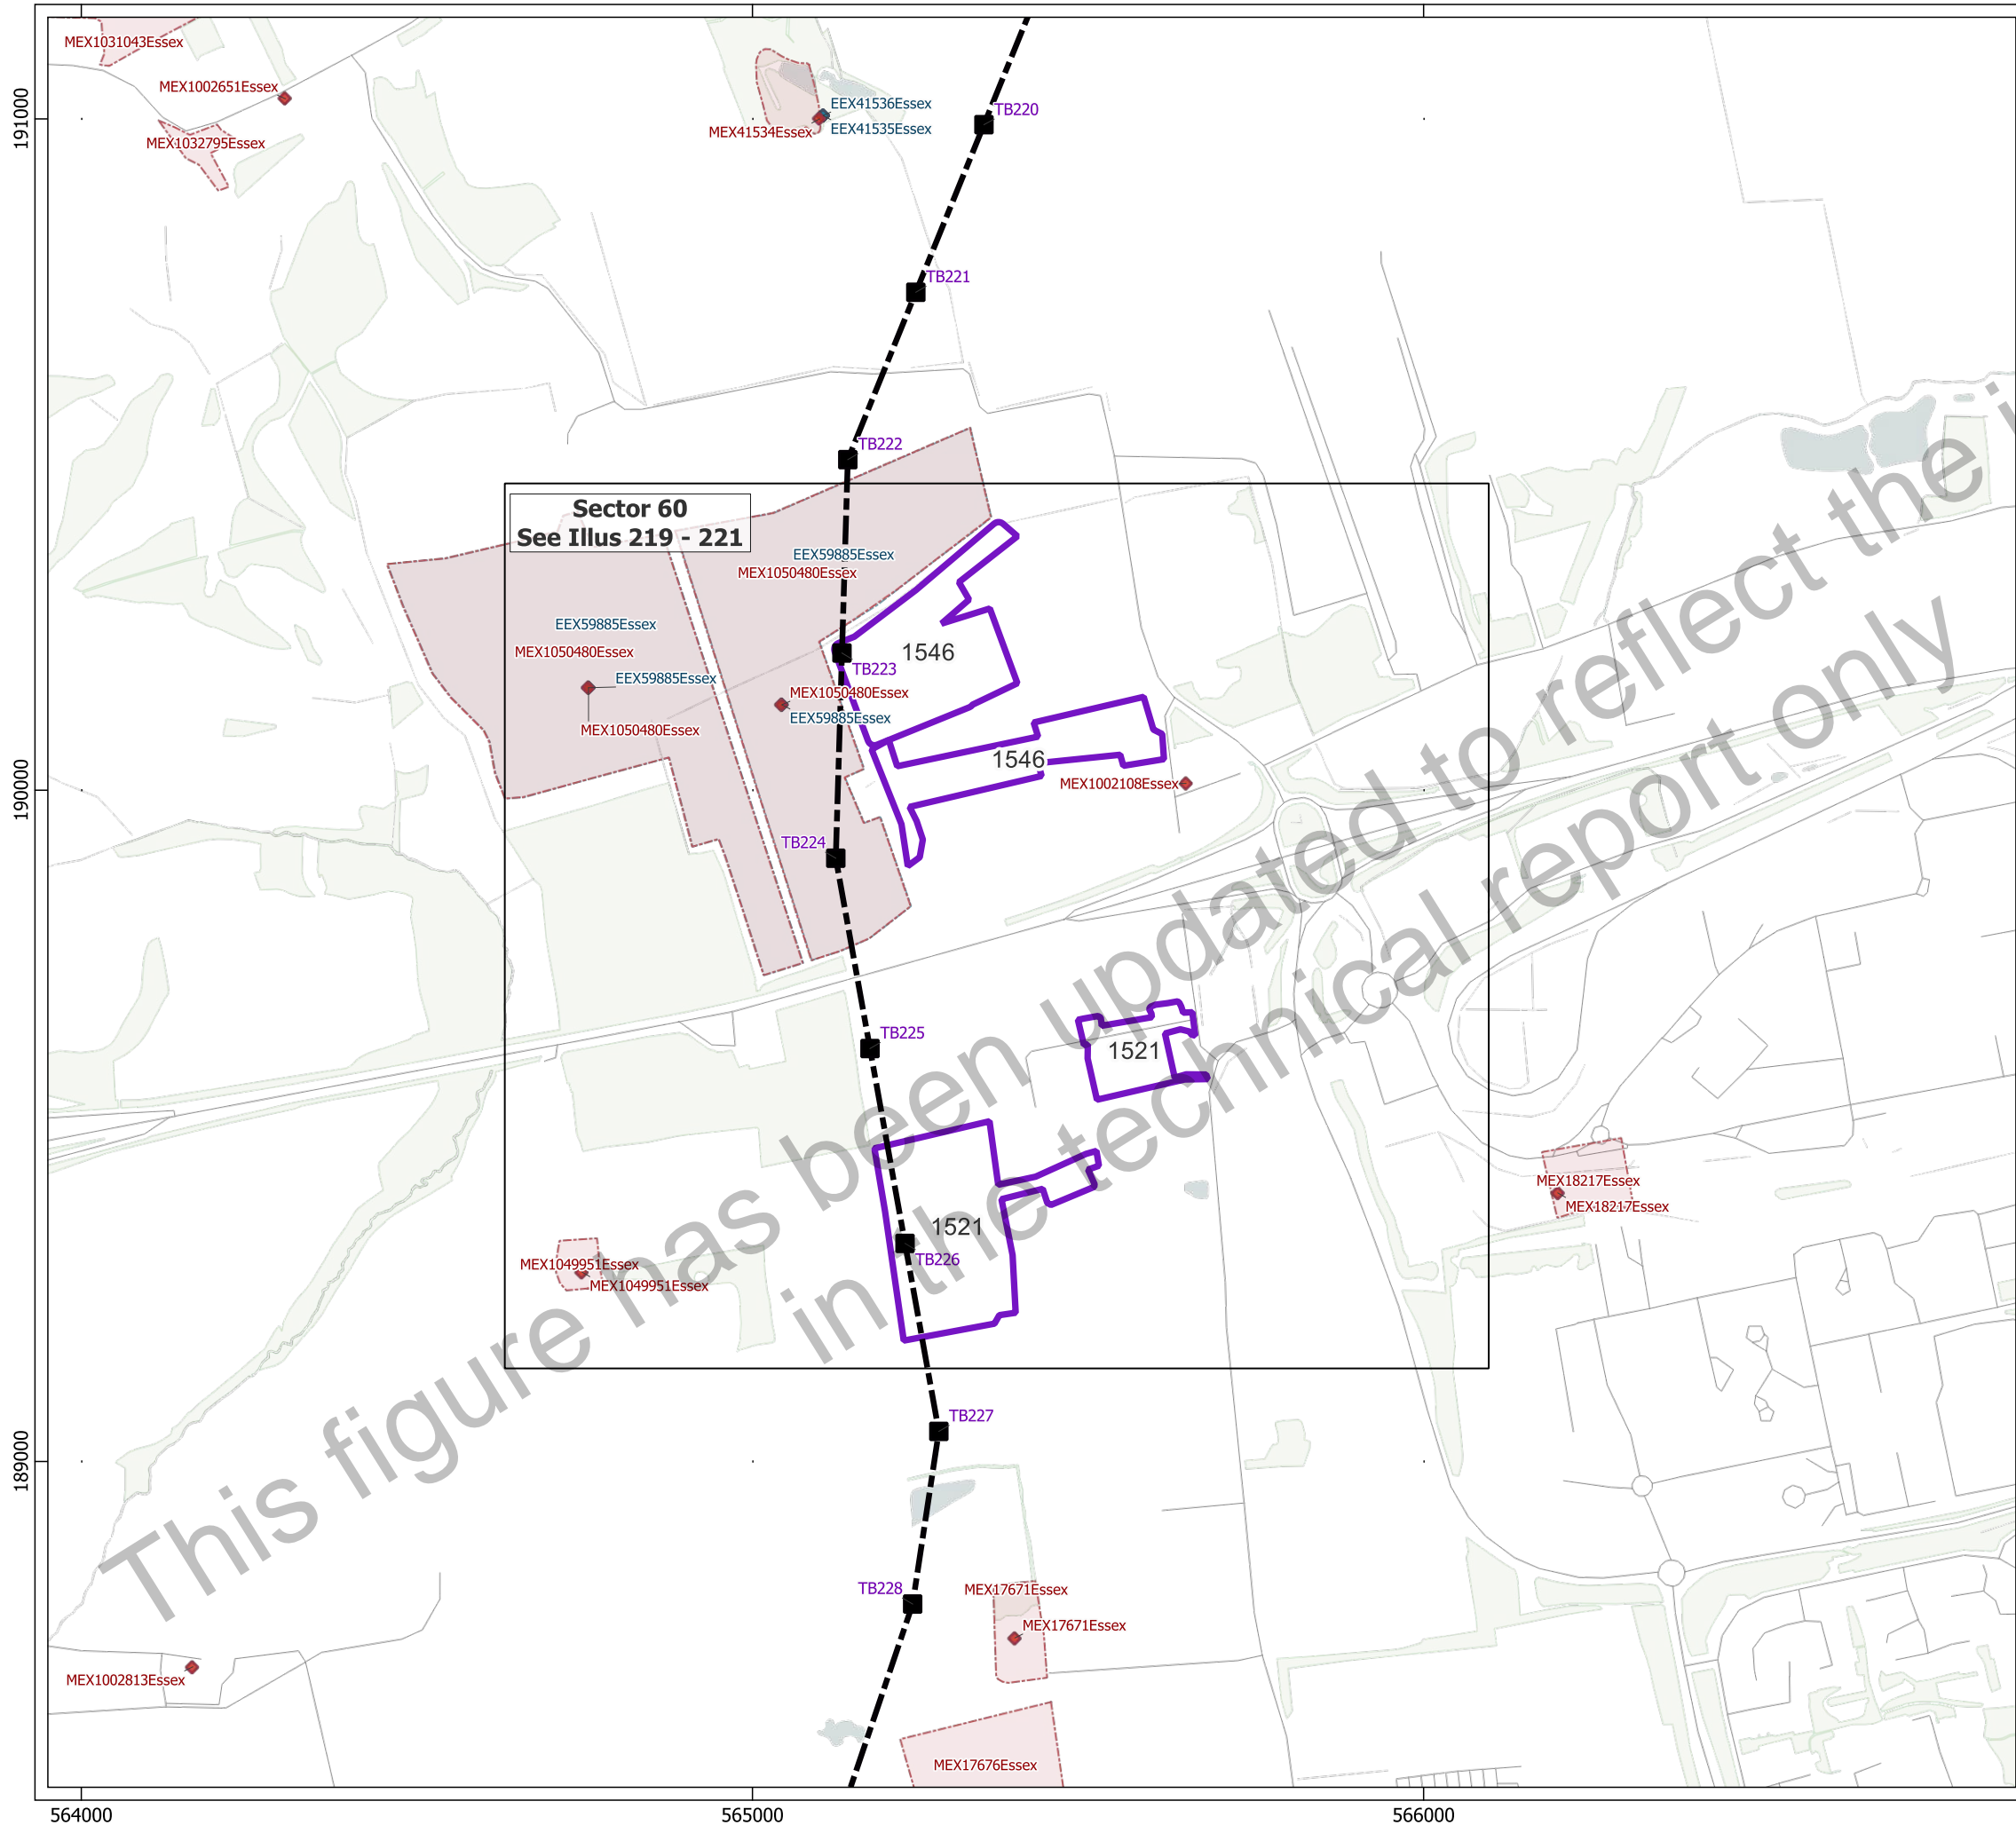 MEX1031043Essex
MEX1002651Essex
MEX1032795Essex
EEX41536Essex
MEX41534Essex
EEX41535Essex
TB220
191000
TB221
TB222
Sector 60
See Illus 219 - 221
EEX59885Essex
MEX1050480Essex
EEX59885Essex
MEX1050480Essex
1546
TB223
EEX59885Essex
MEX1050480Essex
EEX59885Essex
MEX1050480Essex
1546
MEX1002108Essex
190000
TB224
TB225
1521
MEX18217Essex
MEX18217Essex
1521
TB226
MEX1049951Essex
MEX1049951Essex
TB227
189000
TB228
MEX17671Essex
MEX17671Essex
MEX1002813Essex
MEX17676Essex
564000
565000
566000
This figure has been updated to reflect the
in the technical report only